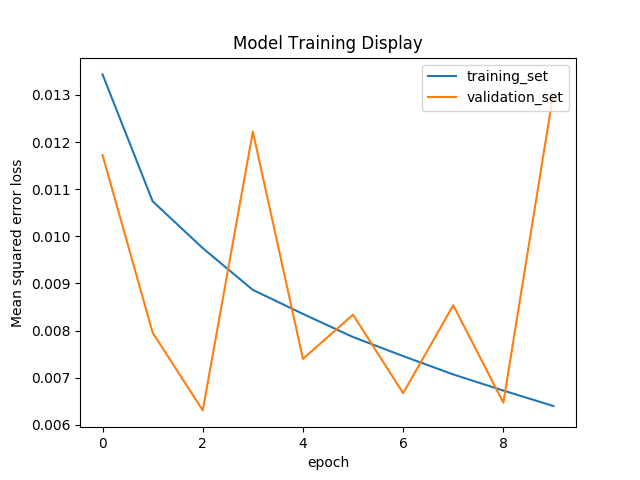 Model Training Display
training_set
validation_set
Mean squared error loss
0.013
0.012
0.011
0.010
0.009
0.008
0.007
0.006
0
2
4
6
8
epoch